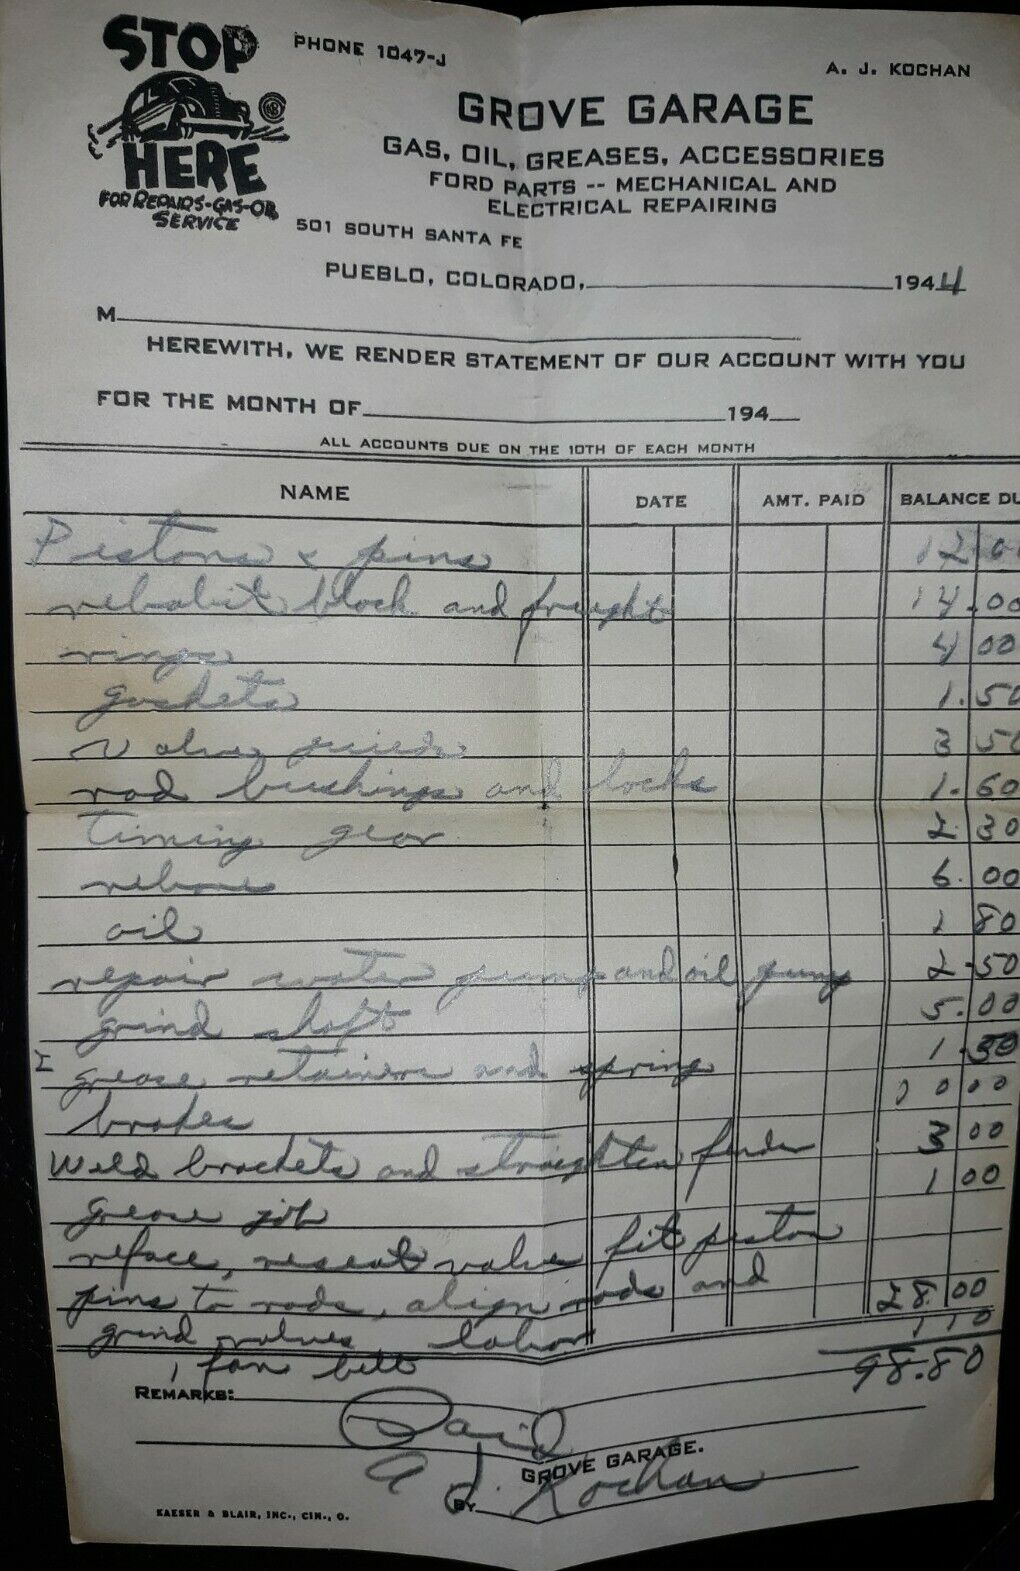 STOP
HERE
FOR REPAIRS-GAS-OIL
SERVICE
PHONE 1047-J
A. J. KOCHAN
GROVE GARAGE
GAS, OIL, GREASES, ACCESSORIES
FORD PARTS -- MECHANICAL AND
ELECTRICAL REPAIRING
501 SOUTH SANTA FE
PUEBLO, COLORADO, 1944
M
HEREWITH, WE RENDER STATEMENT OF OUR ACCOUNT WITH YOU
FOR THE MONTH OF 194
ALL ACCOUNTS DUE ON THE 10TH OF EACH MONTH
NAME DATE AMT. PAID BALANCE DU
Pistons & pins 12.00
rebabit block and freight 14.00
rings 4 00
gaskets 1.50
valve 3 50
rod bushings and locks 1.60
Timing gear 2.30
rebore 6.00
oil 1 80
repair water pump and oil pump 2.50
grind shaft 5.00
2 grease retainers and spring 1.50
brakes 10 00
Weld brackets and straighten fender 3 00
grease job 1 00
reface, reseat valve fit piston
pins to rods, align rods and
grind valves labor 28.00
1 fan belt 1 10
98.80
REMARKS:
Paid
GROVE GARAGE.
BY A J. Kochan
KAESER & BLAIR, INC., CIN., O.